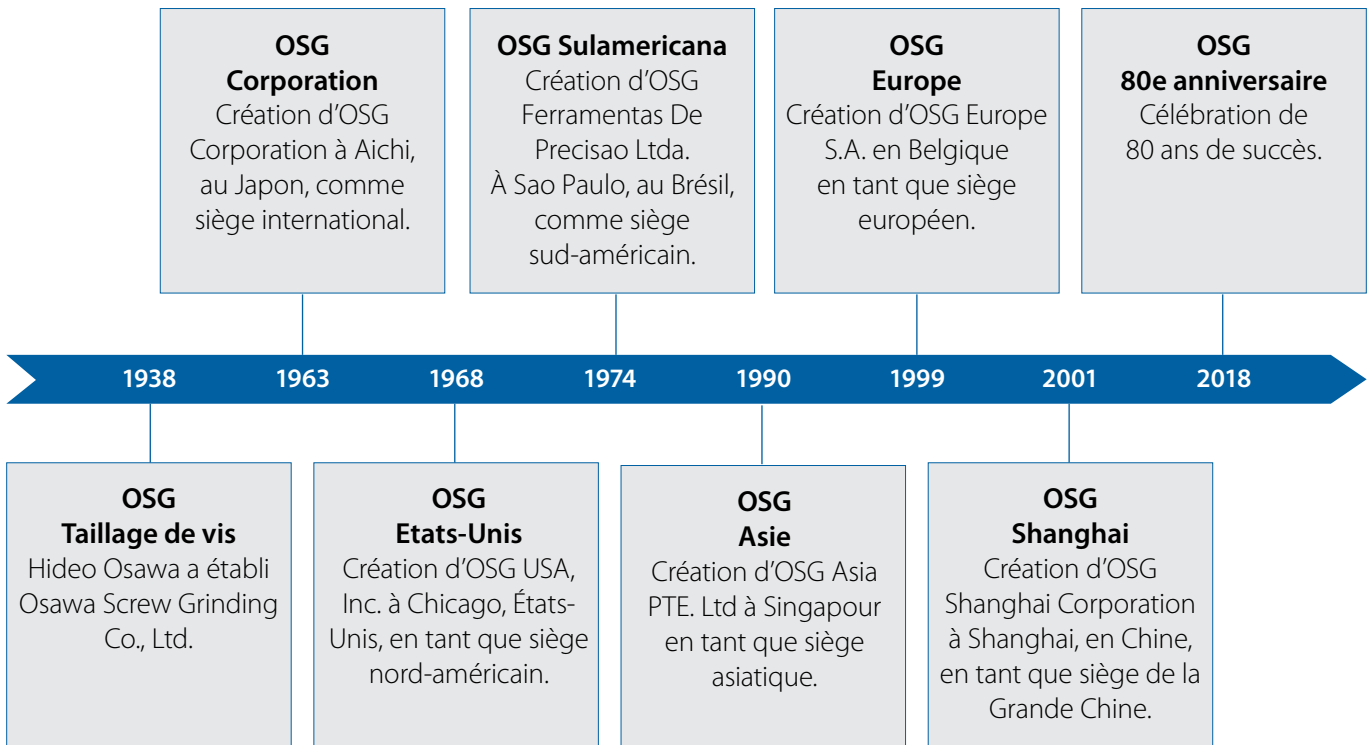 OSG
Corporation
Création d'OSG
Corporation à Aichi,
au Japon, comme
siège international.
OSG Sulamericana
Création d'OSG
Ferramentas De
Precisao Ltda.
À Sao Paulo, au Brésil,
comme siège
sud-américain.
OSG
Europe
Création d'OSG Europe
S.A. en Belgique
en tant que siège
européen.
OSG
80e anniversaire
Célébration de
80 ans de succès.
1938 1963 1968 1974 1990 1999 2001 2018
OSG
Taillage de vis
Hideo Osawa a établi
Osawa Screw Grinding
Co., Ltd.
OSG
Etats-Unis
Création d'OSG USA,
Inc. à Chicago, États-
Unis, en tant que siège
nord-américain.
OSG
Asie
Création d'OSG Asia
PTE. Ltd à Singapour
en tant que siège
asiatique.
OSG
Shanghai
Création d'OSG
Shanghai Corporation
à Shanghai, en Chine,
en tant que siège de la
Grande Chine.